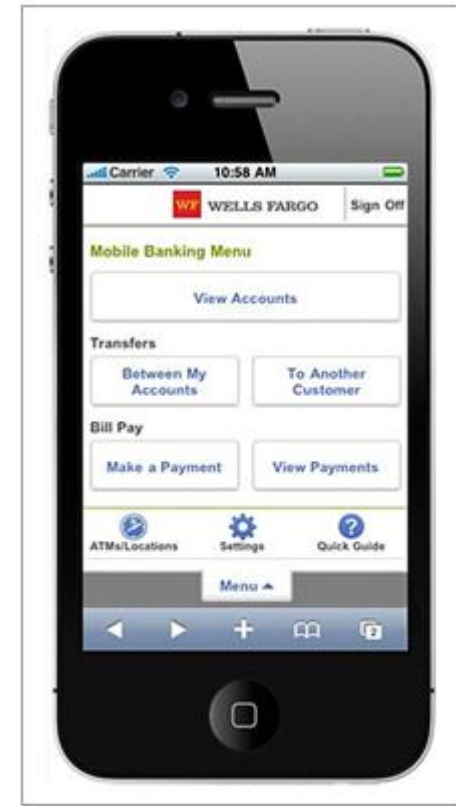 Carrier 10:58 AM
WF WELLS FARGO Sign Off
Mobile Banking Menu
View Accounts
Transfers
Between My
Accounts
To Another
Customer
Bill Pay
Make a Payment
View Payments
ATMs/Locations Settings Quick Guide
Menu
2